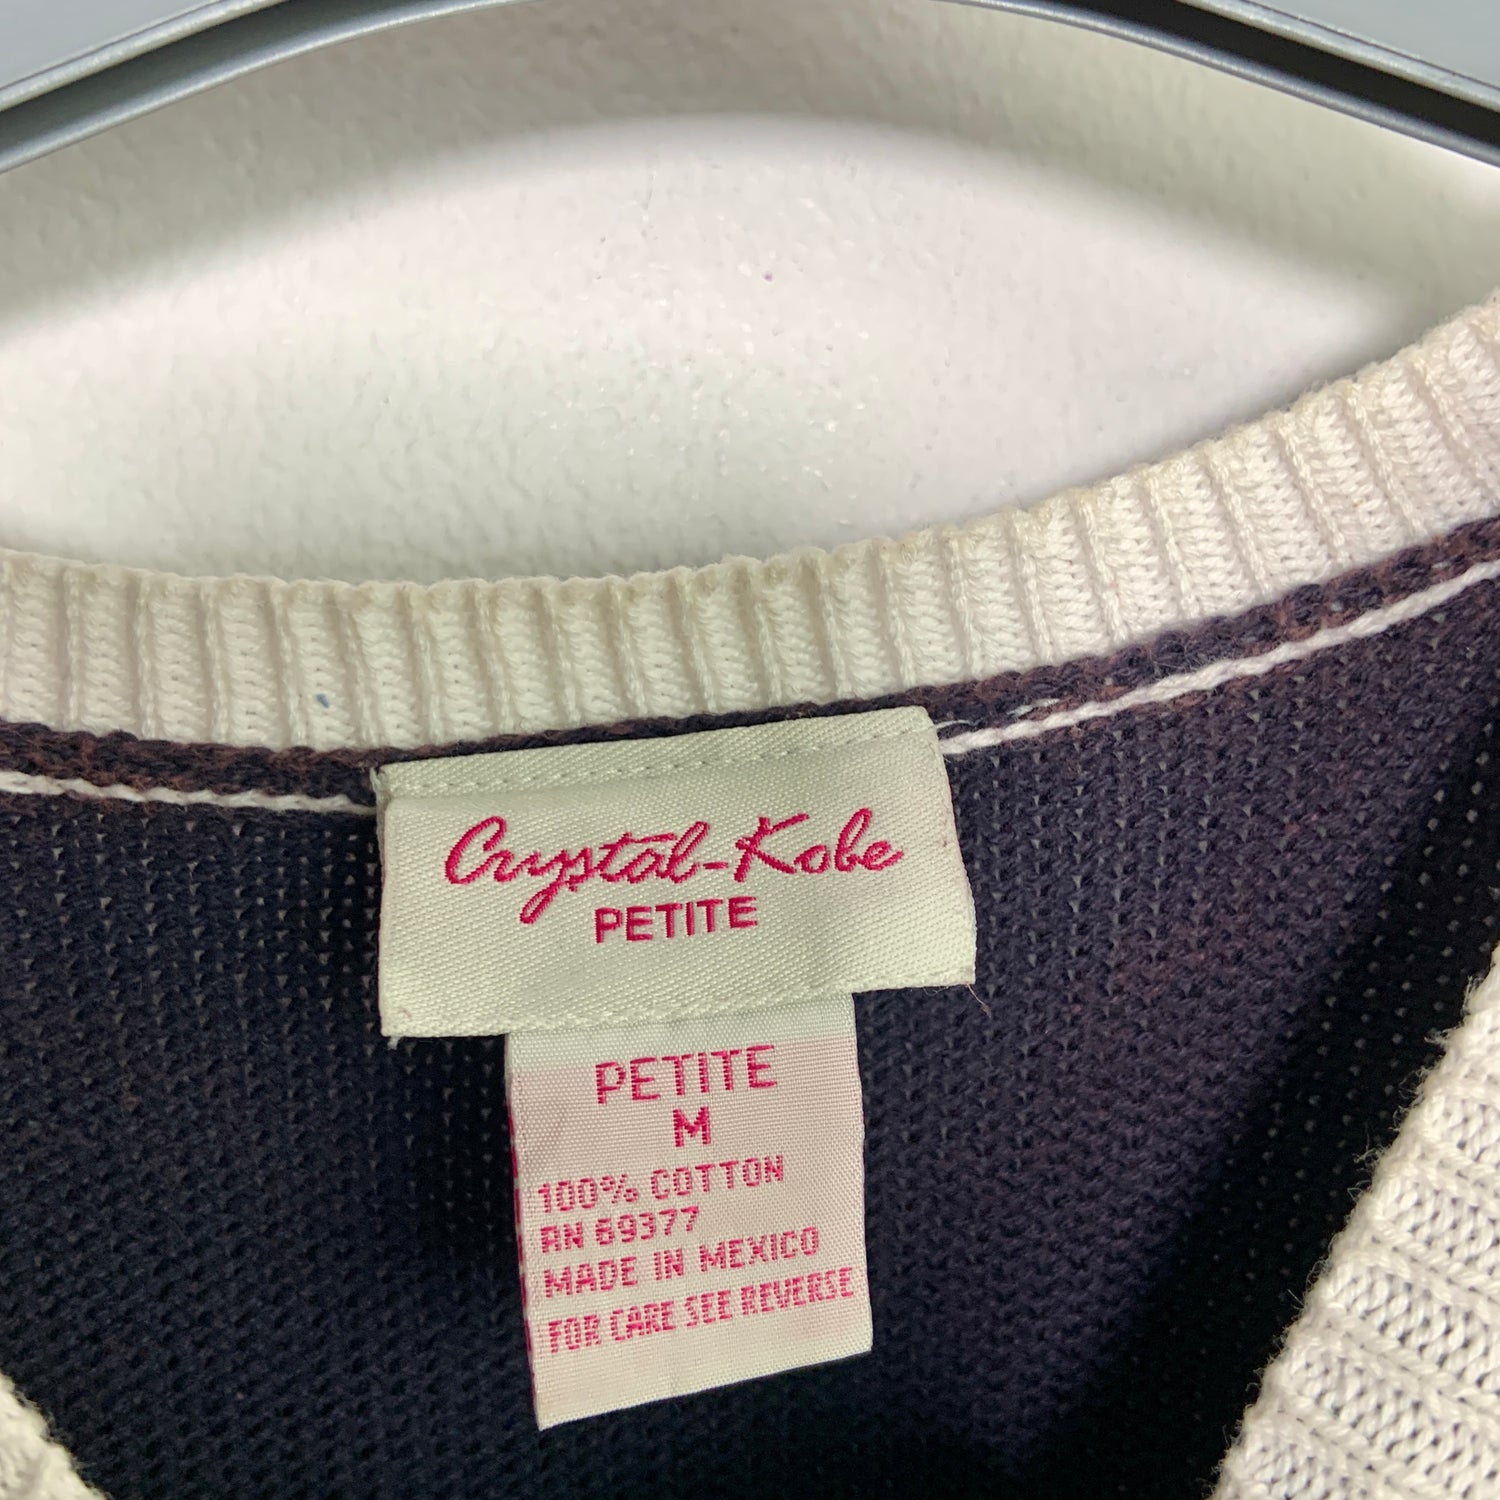 Crystal-Kobe
PETITE
PETITE
M
100% COTTON
RN 69377
MADE IN MEXICO
FOR CARE SEE REVERSE